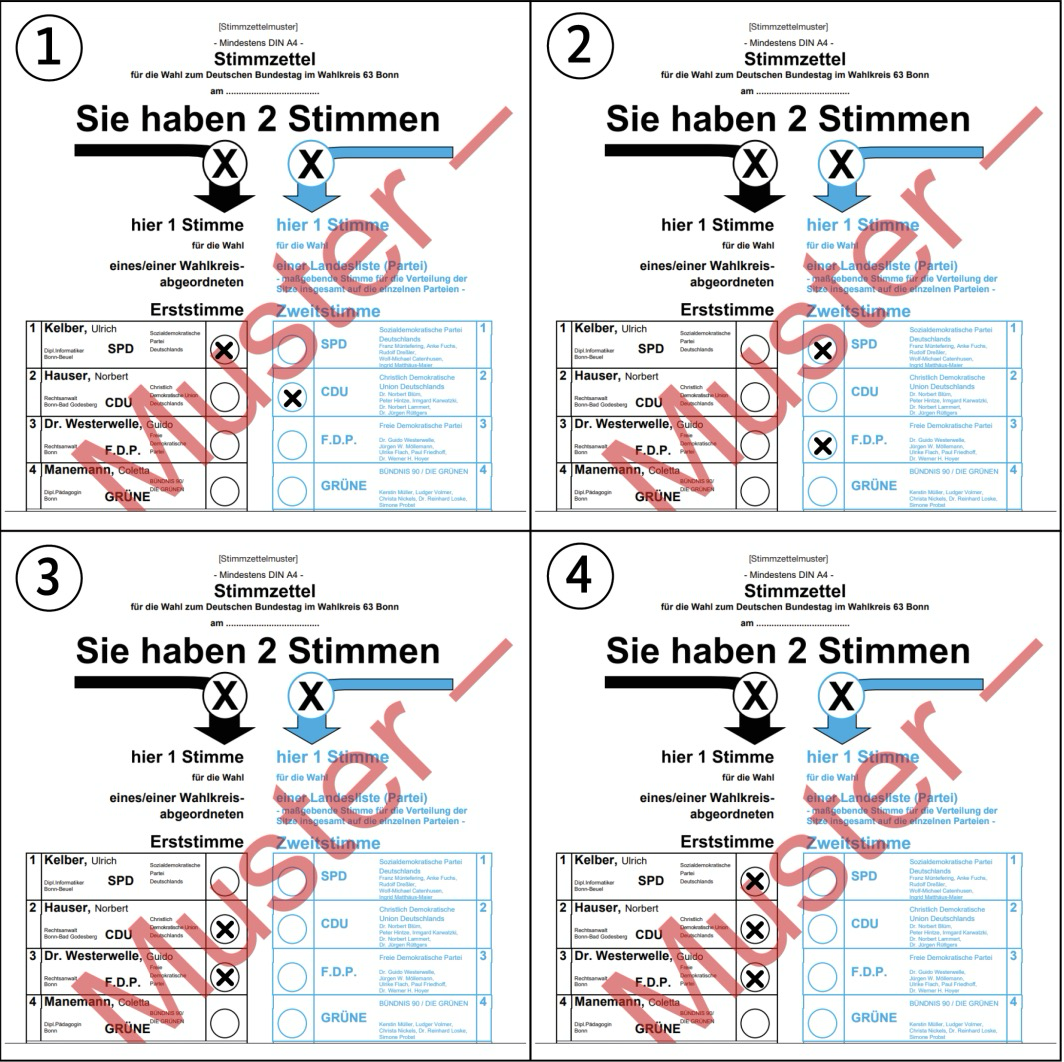 1
[Stimmzettelmuster]
- Mindestens DIN A4 -
Stimmzettel
für die Wahl zum Deutschen Bundestag im Wahlkreis 63 Bonn
am ....................................
Sie haben 2 Stimmen
X X
hier 1 Stimme
für die Wahl
eines/einer Wahlkreis-
abgeordneten
Erststimme
hier 1 Stimme
für die Wahl
einer Landesliste (Partei)
- maßgebende Stimme für die Verteilung der
Sitze insgesamt auf die einzelnen Parteien -
Zweitstimme
1 Kelber, Ulrich
Dipl.Informatiker
Bonn-Beuel
SPD
Sozialdemokratische
Partei
Deutschlands
SPD
Sozialdemokratische Partei
Deutschlands
Franz Müntefering, Anke Fuchs,
Rudolf Dreßler,
Wolf-Michael Catenhusen,
Ingrid Matthäus-Maier
1
2 Hauser, Norbert
Rechtsanwalt
Bonn-Bad Godesberg
CDU
Christlich
Demokratische Union
Deutschlands
CDU
Christlich Demokratische
Union Deutschlands
Dr. Norbert Blüm,
Peter Hintze, Irmgard Karwatzki,
Dr. Norbert Lammert,
Dr. Jürgen Rüttgers
2
3 Dr. Westerwelle, Guido
Rechtsanwalt
Bonn
F.D.P.
Freie
Demokratische
Partei
F.D.P.
Freie Demokratische Partei
Dr. Guido Westerwelle,
Jürgen W. Möllemann,
Ulrike Flach, Paul Friedhoff,
Dr. Werner H. Hoyer
3
4 Manemann, Coletta
Dipl.Pädagogin
Bonn
GRÜNE
BÜNDNIS 90/
DIE GRÜNEN
GRÜNE
BÜNDNIS 90 / DIE GRÜNEN
Kerstin Müller, Ludger Volmer,
Christa Nickels, Dr. Reinhard Loske,
Simone Probst
4
Muster –
2
[Stimmzettelmuster]
- Mindestens DIN A4 -
Stimmzettel
für die Wahl zum Deutschen Bundestag im Wahlkreis 63 Bonn
am ....................................
Sie haben 2 Stimmen
X X
hier 1 Stimme
für die Wahl
eines/einer Wahlkreis-
abgeordneten
Erststimme
hier 1 Stimme
für die Wahl
einer Landesliste (Partei)
- maßgebende Stimme für die Verteilung der
Sitze insgesamt auf die einzelnen Parteien -
Zweitstimme
1 Kelber, Ulrich
Dipl.Informatiker
Bonn-Beuel
SPD
Sozialdemokratische
Partei
Deutschlands
SPD
Sozialdemokratische Partei
Deutschlands
Franz Müntefering, Anke Fuchs,
Rudolf Dreßler,
Wolf-Michael Catenhusen,
Ingrid Matthäus-Maier
1
2 Hauser, Norbert
Rechtsanwalt
Bonn-Bad Godesberg
CDU
Christlich
Demokratische Union
Deutschlands
CDU
Christlich Demokratische
Union Deutschlands
Dr. Norbert Blüm,
Peter Hintze, Irmgard Karwatzki,
Dr. Norbert Lammert,
Dr. Jürgen Rüttgers
2
3 Dr. Westerwelle, Guido
Rechtsanwalt
Bonn
F.D.P.
Freie
Demokratische
Partei
F.D.P.
Freie Demokratische Partei
Dr. Guido Westerwelle,
Jürgen W. Möllemann,
Ulrike Flach, Paul Friedhoff,
Dr. Werner H. Hoyer
3
4 Manemann, Coletta
Dipl.Pädagogin
Bonn
GRÜNE
BÜNDNIS 90/
DIE GRÜNEN
GRÜNE
BÜNDNIS 90 / DIE GRÜNEN
Kerstin Müller, Ludger Volmer,
Christa Nickels, Dr. Reinhard Loske,
Simone Probst
4
Muster –
3
[Stimmzettelmuster]
- Mindestens DIN A4 -
Stimmzettel
für die Wahl zum Deutschen Bundestag im Wahlkreis 63 Bonn
am ....................................
Sie haben 2 Stimmen
X X
hier 1 Stimme
für die Wahl
eines/einer Wahlkreis-
abgeordneten
Erststimme
hier 1 Stimme
für die Wahl
einer Landesliste (Partei)
- maßgebende Stimme für die Verteilung der
Sitze insgesamt auf die einzelnen Parteien -
Zweitstimme
1 Kelber, Ulrich
Dipl.Informatiker
Bonn-Beuel
SPD
Sozialdemokratische
Partei
Deutschlands
SPD
Sozialdemokratische Partei
Deutschlands
Franz Müntefering, Anke Fuchs,
Rudolf Dreßler,
Wolf-Michael Catenhusen,
Ingrid Matthäus-Maier
1
2 Hauser, Norbert
Rechtsanwalt
Bonn-Bad Godesberg
CDU
Christlich
Demokratische Union
Deutschlands
CDU
Christlich Demokratische
Union Deutschlands
Dr. Norbert Blüm,
Peter Hintze, Irmgard Karwatzki,
Dr. Norbert Lammert,
Dr. Jürgen Rüttgers
2
3 Dr. Westerwelle, Guido
Rechtsanwalt
Bonn
F.D.P.
Freie
Demokratische
Partei
F.D.P.
Freie Demokratische Partei
Dr. Guido Westerwelle,
Jürgen W. Möllemann,
Ulrike Flach, Paul Friedhoff,
Dr. Werner H. Hoyer
3
4 Manemann, Coletta
Dipl.Pädagogin
Bonn
GRÜNE
BÜNDNIS 90/
DIE GRÜNEN
GRÜNE
BÜNDNIS 90 / DIE GRÜNEN
Kerstin Müller, Ludger Volmer,
Christa Nickels, Dr. Reinhard Loske,
Simone Probst
4
Muster –
4
[Stimmzettelmuster]
- Mindestens DIN A4 -
Stimmzettel
für die Wahl zum Deutschen Bundestag im Wahlkreis 63 Bonn
am ....................................
Sie haben 2 Stimmen
X X
hier 1 Stimme
für die Wahl
eines/einer Wahlkreis-
abgeordneten
Erststimme
hier 1 Stimme
für die Wahl
einer Landesliste (Partei)
- maßgebende Stimme für die Verteilung der
Sitze insgesamt auf die einzelnen Parteien -
Zweitstimme
1 Kelber, Ulrich
Dipl.Informatiker
Bonn-Beuel
SPD
Sozialdemokratische
Partei
Deutschlands
SPD
Sozialdemokratische Partei
Deutschlands
Franz Müntefering, Anke Fuchs,
Rudolf Dreßler,
Wolf-Michael Catenhusen,
Ingrid Matthäus-Maier
1
2 Hauser, Norbert
Rechtsanwalt
Bonn-Bad Godesberg
CDU
Christlich
Demokratische Union
Deutschlands
CDU
Christlich Demokratische
Union Deutschlands
Dr. Norbert Blüm,
Peter Hintze, Irmgard Karwatzki,
Dr. Norbert Lammert,
Dr. Jürgen Rüttgers
2
3 Dr. Westerwelle, Guido
Rechtsanwalt
Bonn
F.D.P.
Freie
Demokratische
Partei
F.D.P.
Freie Demokratische Partei
Dr. Guido Westerwelle,
Jürgen W. Möllemann,
Ulrike Flach, Paul Friedhoff,
Dr. Werner H. Hoyer
3
4 Manemann, Coletta
Dipl.Pädagogin
Bonn
GRÜNE
BÜNDNIS 90/
DIE GRÜNEN
GRÜNE
BÜNDNIS 90 / DIE GRÜNEN
Kerstin Müller, Ludger Volmer,
Christa Nickels, Dr. Reinhard Loske,
Simone Probst
4
Muster –